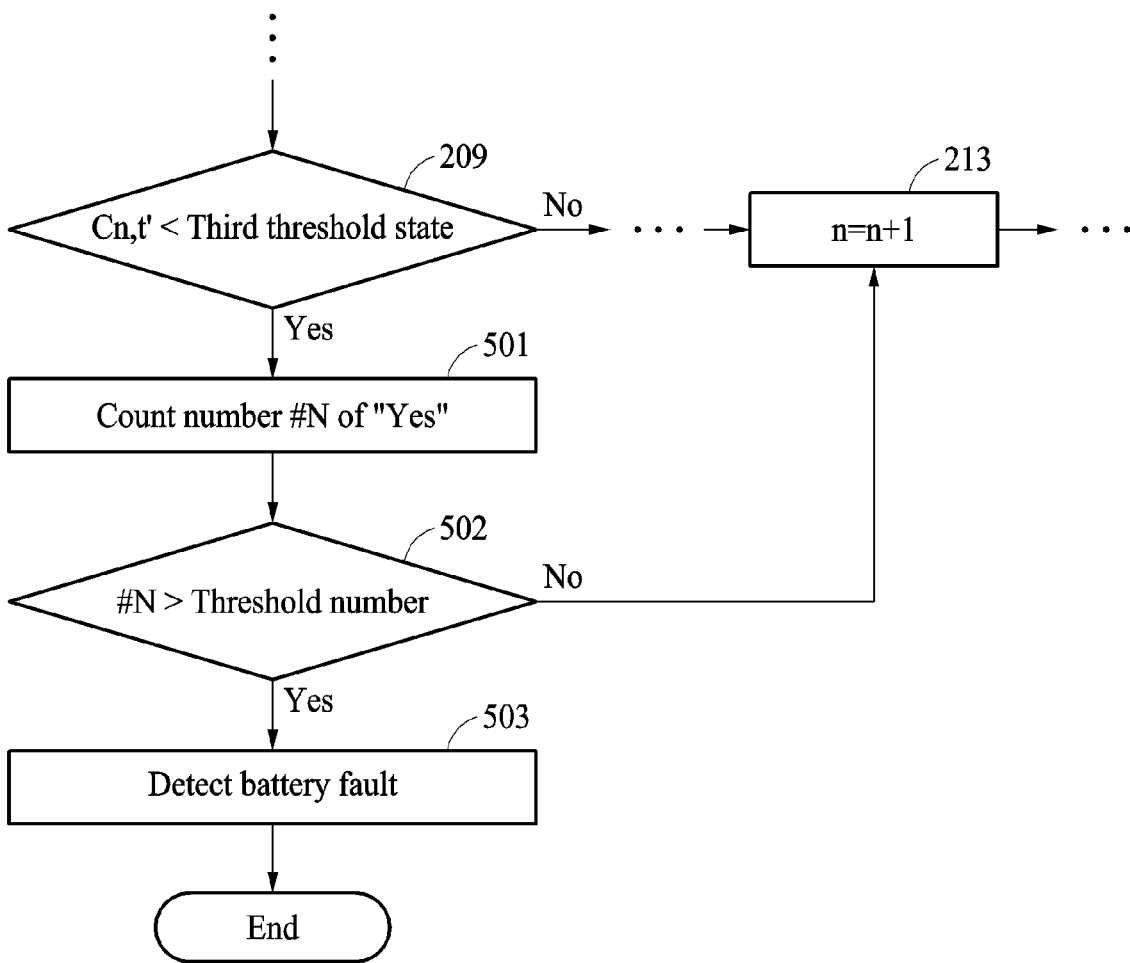 209
Cn,t' < Third threshold state
No
213
n=n+1
Yes
501
Count number #N of "Yes"
502
#N > Threshold number
No
Yes
503
Detect battery fault
End